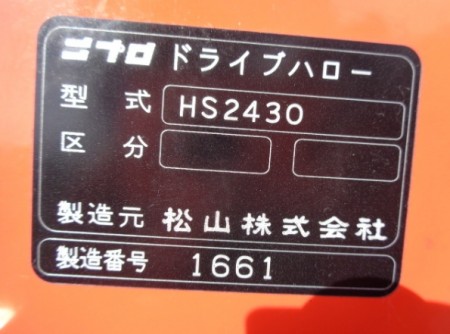 ニプロ ドライブハロー
型式 HS2430
区分
製造元 松山株式会社
製造番号 1661